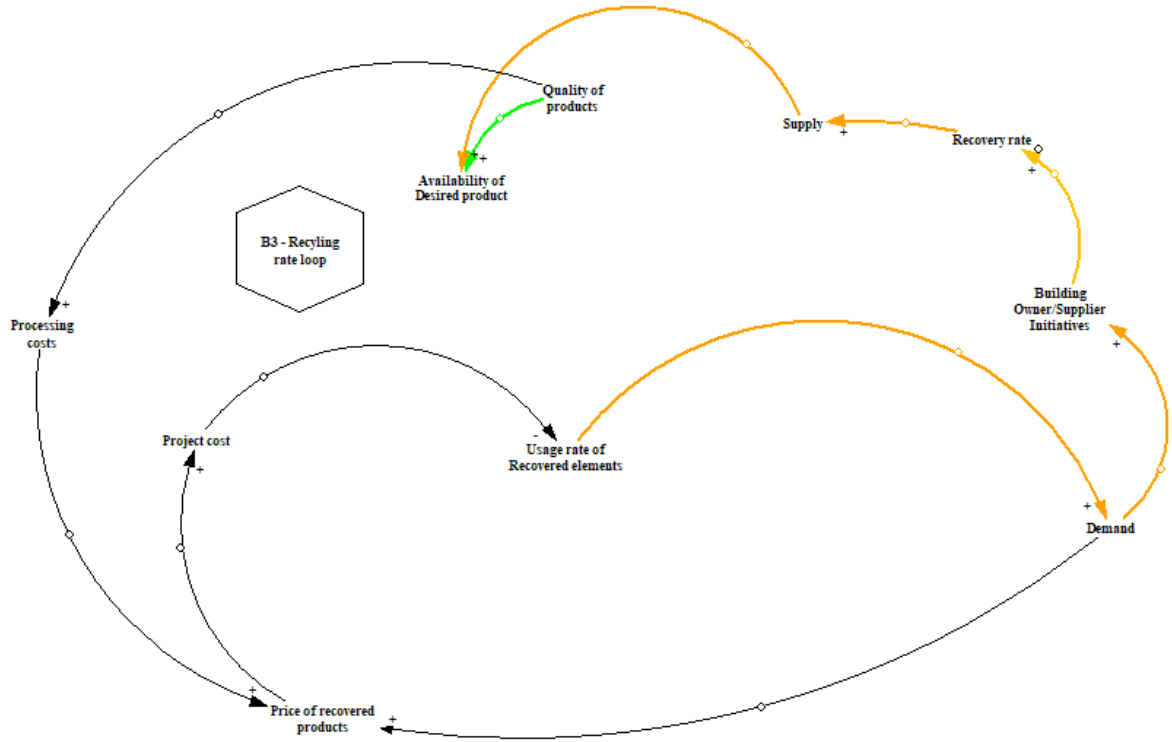 Quality of
products
Supply
+
Recovery rate
+
+ +
Availability of
Desired product
B3 - Recyling
rate loop
Building
Owner/Supplier
Initiatives
+
+
Processing
costs
Project cost
+
-
Usage rate of
Recovered elements
+
Demand
+
Price of recovered
products
+